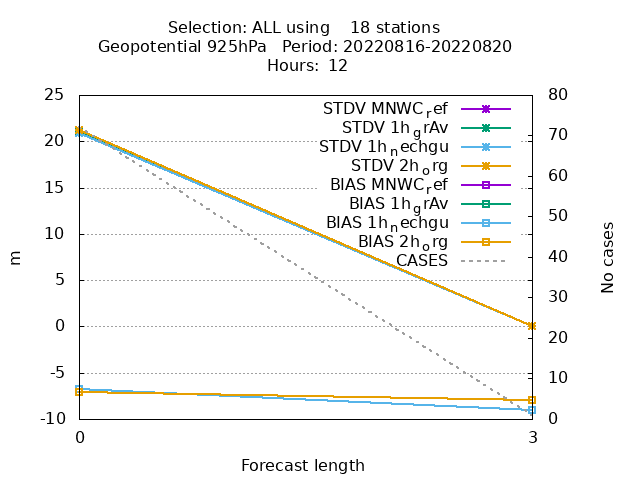 Selection: ALL using    18 stations
Geopotential 925hPa   Period: 20220816-20220820
Hours:  12
25
20
15
10
5
0
-5
-10
m
80
70
60
50
40
30
20
10
0
No cases
STDV MNWC_ref
STDV 1h_grAv
STDV 1h_nechgu
STDV 2h_org
BIAS MNWC_ref
BIAS 1h_grAv
BIAS 1h_nechgu
BIAS 2h_org
CASES
0
3
Forecast length